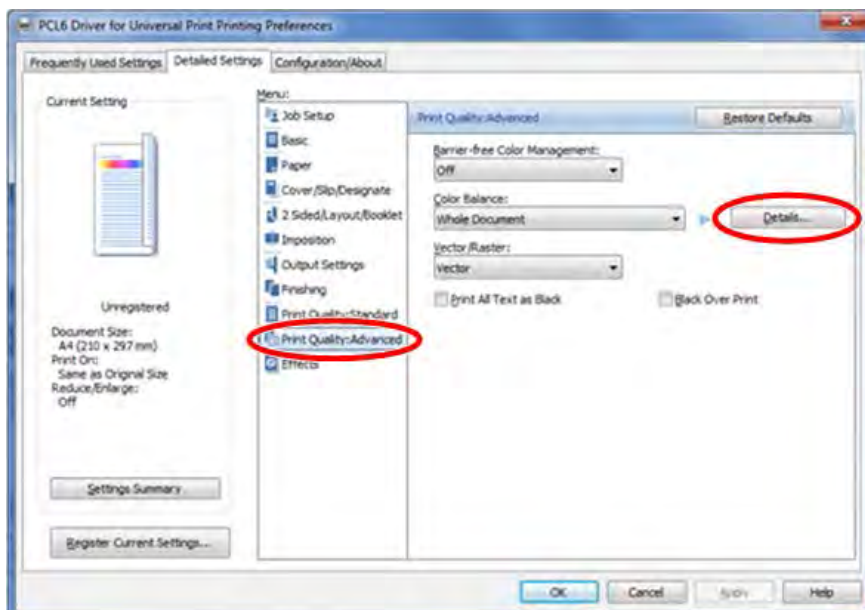 PCL6 Driver for Universal Print Printing Preferences
Frequently Used Settings
Detailed Settings
Configuration/About
Current Setting
Unregistered
Document Size:
A4 (210 x 297 mm)
Print On:
Same as Original Size
Reduce/Enlarge:
Off
Settings Summary
Register Current Settings...
Menu:
Job Setup
Basic
Paper
Cover/Slip/Designate
2 Sided/Layout/Booklet
Imposition
Output Settings
Finishing
Print Quality:Standard
Print Quality:Advanced
Effects
Print Quality:Advanced
Restore Defaults
Barrier-free Color Management:
Off
Color Balance:
Whole Document
Details...
Vector/Raster:
Vector
Print All Text as Black
Black Over Print
OK
Cancel
Apply
Help